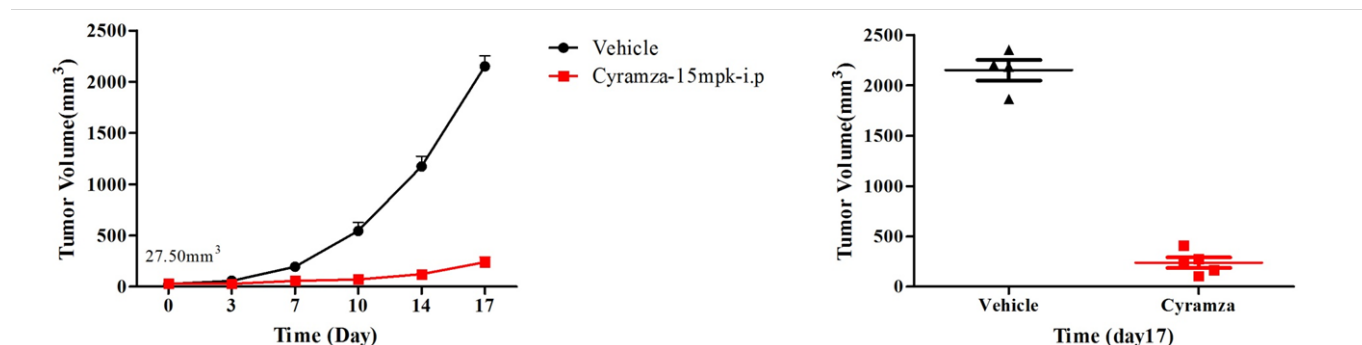 2500
2000
1500
1000
500
0
Tumor Volume(mm³)
27.50mm³
0 3 7 10 14 17
Time (Day)
Vehicle
Cyramza-15mpk-i.p
2500
2000
1500
1000
500
0
Tumor Volume(mm³)
Vehicle Cyramza
Time (day17)